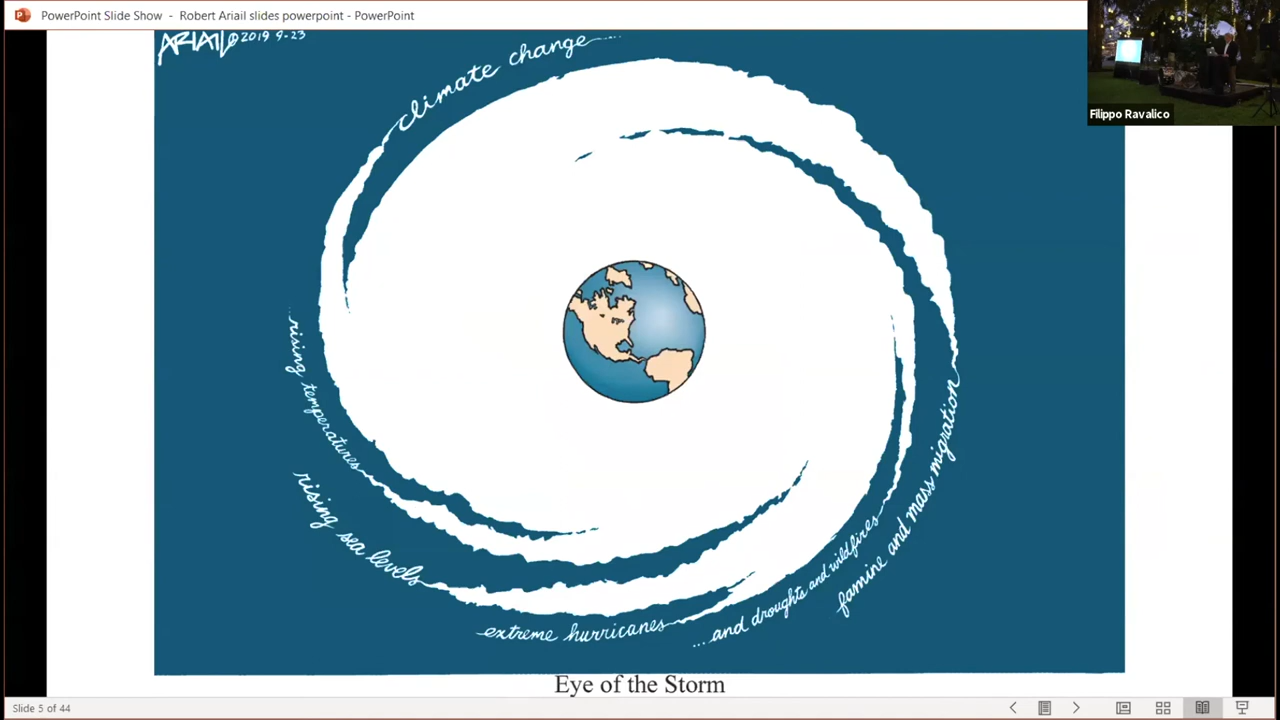 PowerPoint Slide Show - Robert Ariail slides powerpoint - PowerPoint
Filippo Ravalico
ARIAIL ©2019 9-23
climate change...
rising temperatures
rising sea levels
extreme hurricanes
...and droughts and wildfires
famine and mass migration
Eye of the Storm
Slide 5 of 44